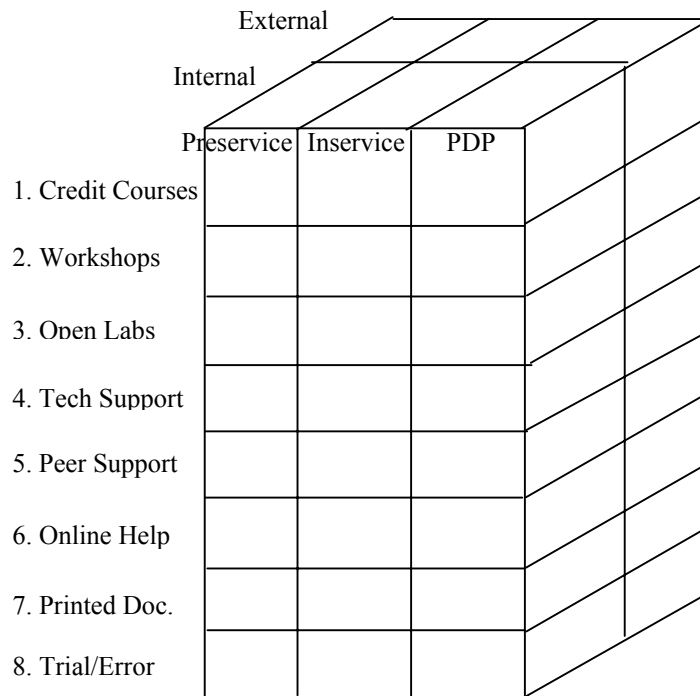 External
Internal
Preservice Inservice PDP
1. Credit Courses
2. Workshops
3. Open Labs
4. Tech Support
5. Peer Support
6. Online Help
7. Printed Doc.
8. Trial/Error